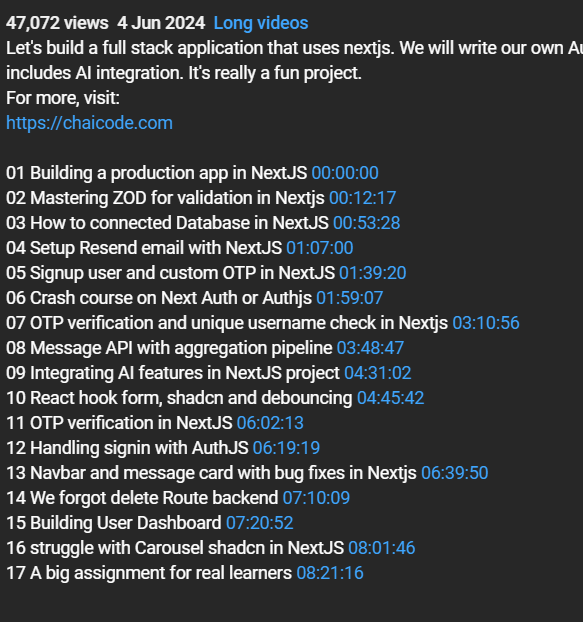 47,072 views 4 Jun 2024 Long videos
Let's build a full stack application that uses nextjs. We will write our own
includes AI integration. It's really a fun project.
For more, visit:
https://chaicode.com
01 Building a production app in NextJS 00:00:00
02 Mastering ZOD for validation in Nextjs 00:12:17
03 How to connected Database in NextJS 00:53:28
04 Setup Resend email with NextJS 01:07:00
05 Signup user and custom OTP in NextJS 01:39:20
06 Crash course on Next Auth or Authjs 01:59:07
07 OTP verification and unique username check in Nextjs 03:10:56
08 Message API with aggregation pipeline 03:48:47
09 Integrating AI features in NextJS project 04:31:02
10 React hook form, shadcn and debouncing 04:45:42
11 OTP verification in NextJS 06:02:13
12 Handling signin with AuthJS 06:19:19
13 Navbar and message card with bug fixes in Nextjs 06:39:50
14 We forgot delete Route backend 07:10:09
15 Building User Dashboard 07:20:52
16 struggle with Carousel shadcn in NextJS 08:01:46
17 A big assignment for real learners 08:21:16